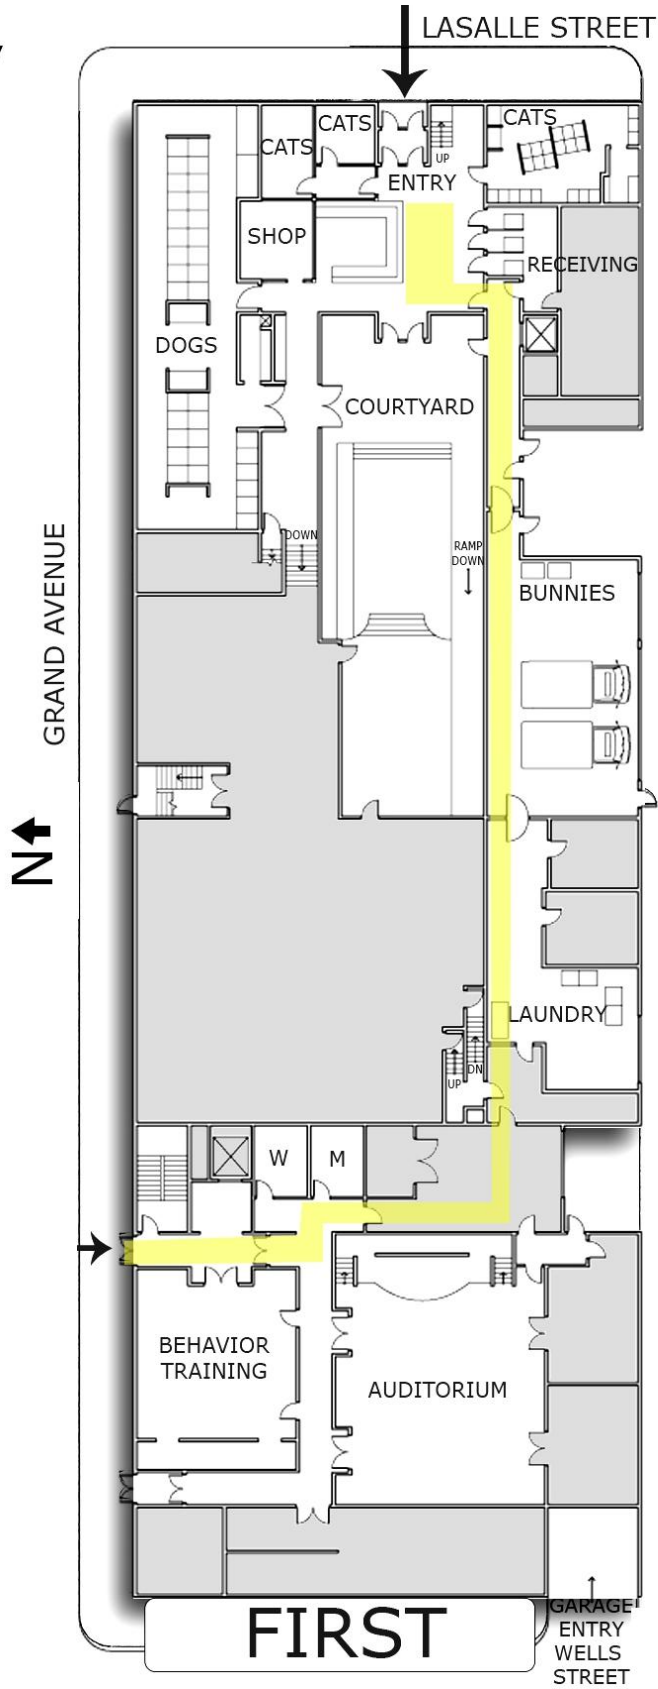 LASALLE STREET
CATS
CATS
CATS
UP
ENTRY
SHOP
RECEIVING
DOGS
COURTYARD
DOWN
RAMP
DOWN
BUNNIES
GRAND AVENUE
N
LAUNDRY
UP
DN
W
M
BEHAVIOR
TRAINING
AUDITORIUM
FIRST
GARAGE
ENTRY
WELLS
STREET